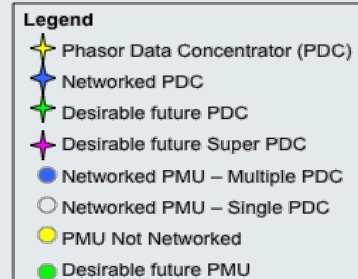 Legend
Phasor Data Concentrator (PDC)
Networked PDC
Desirable future PDC
Desirable future Super PDC
Networked PMU – Multiple PDC
Networked PMU – Single PDC
PMU Not Networked
Desirable future PMU